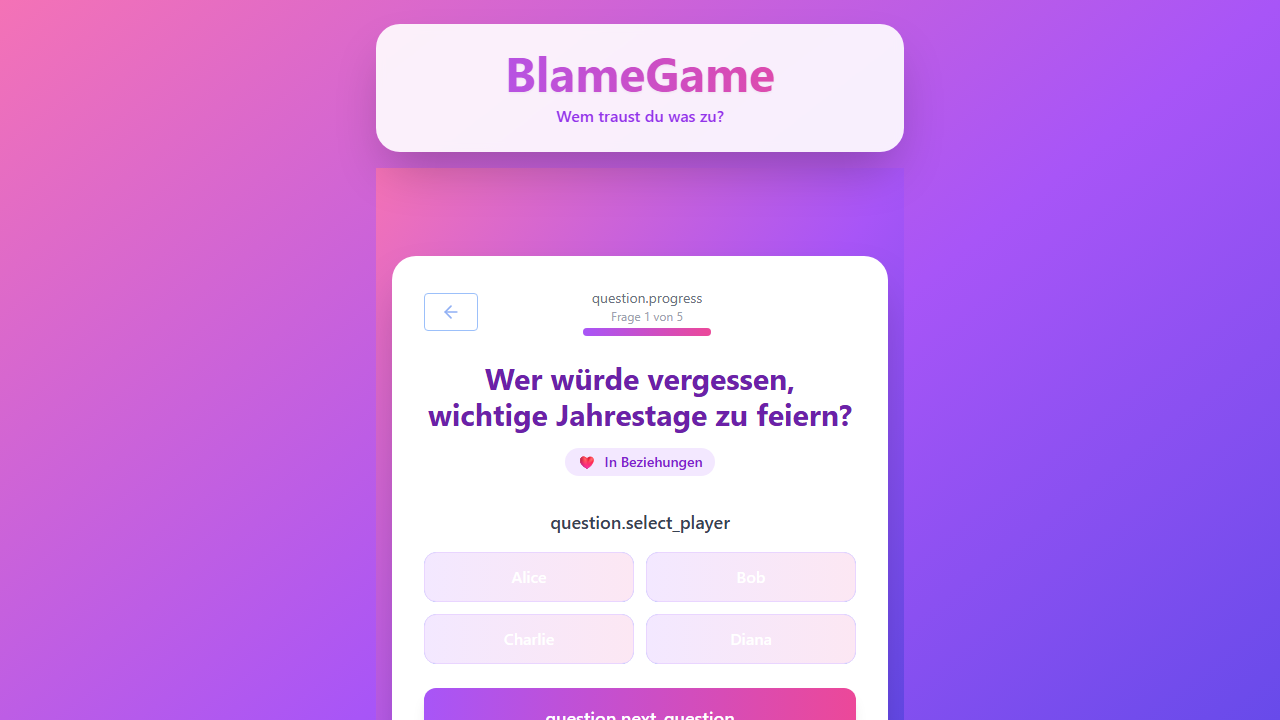 BlameGame
Wem traust du was zu?
question.progress
Frage 1 von 5
Wer würde vergessen,
wichtige Jahrestage zu feiern?
In Beziehungen
question.select_player
Alice
Bob
Charlie
Diana
question.next_question